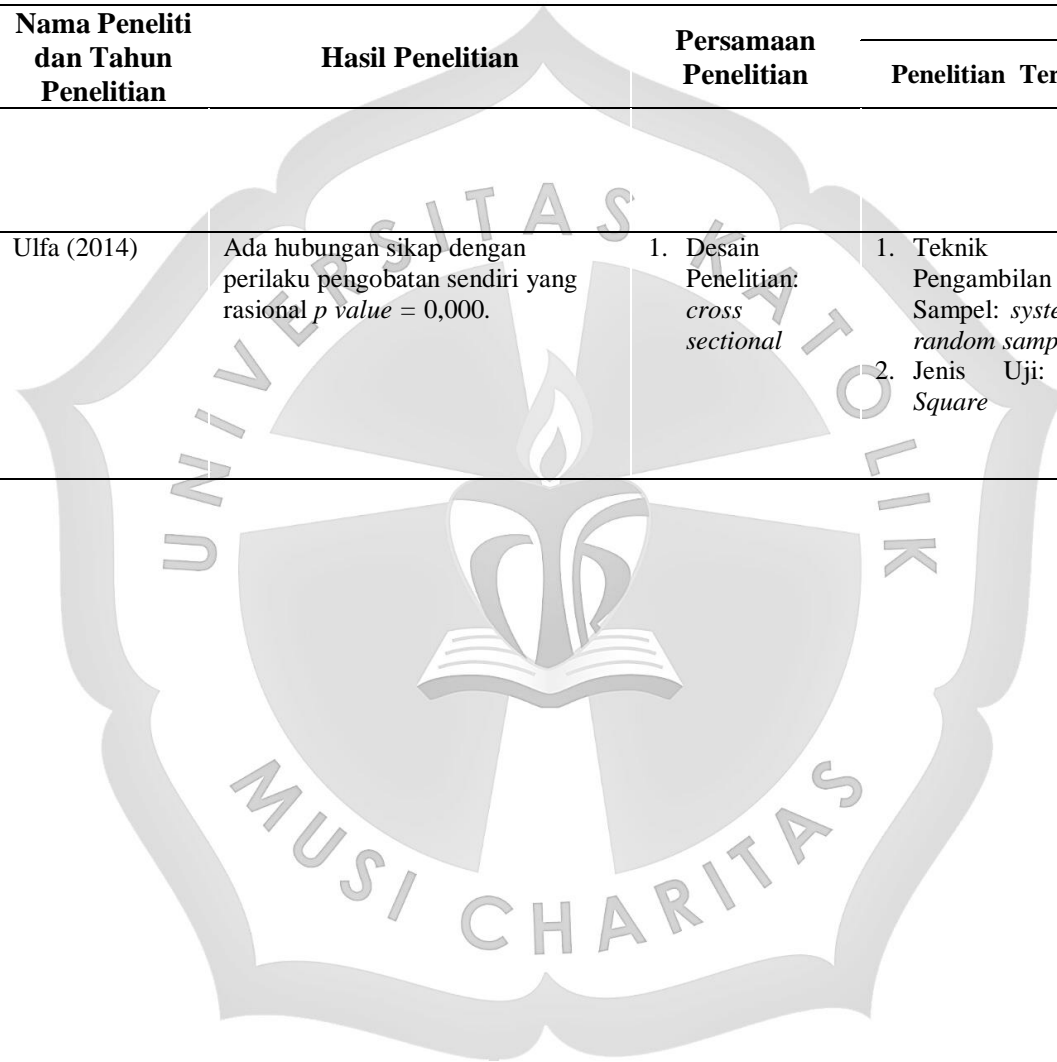 Nama Peneliti
dan Tahun
Penelitian
Hasil Penelitian
Persamaan
Penelitian
Penelitian
Ulfa (2014)
Ada hubungan sikap dengan
perilaku pengobatan sendiri yang
rasional p value = 0,000.
1. Desain
Penelitian:
cross
sectional
1. Teknik
Pengambilan
Sampel:
random
2. Jenis Uji:
Square
UNIVERSITAS KATOLIK
MUSI CHARITAS